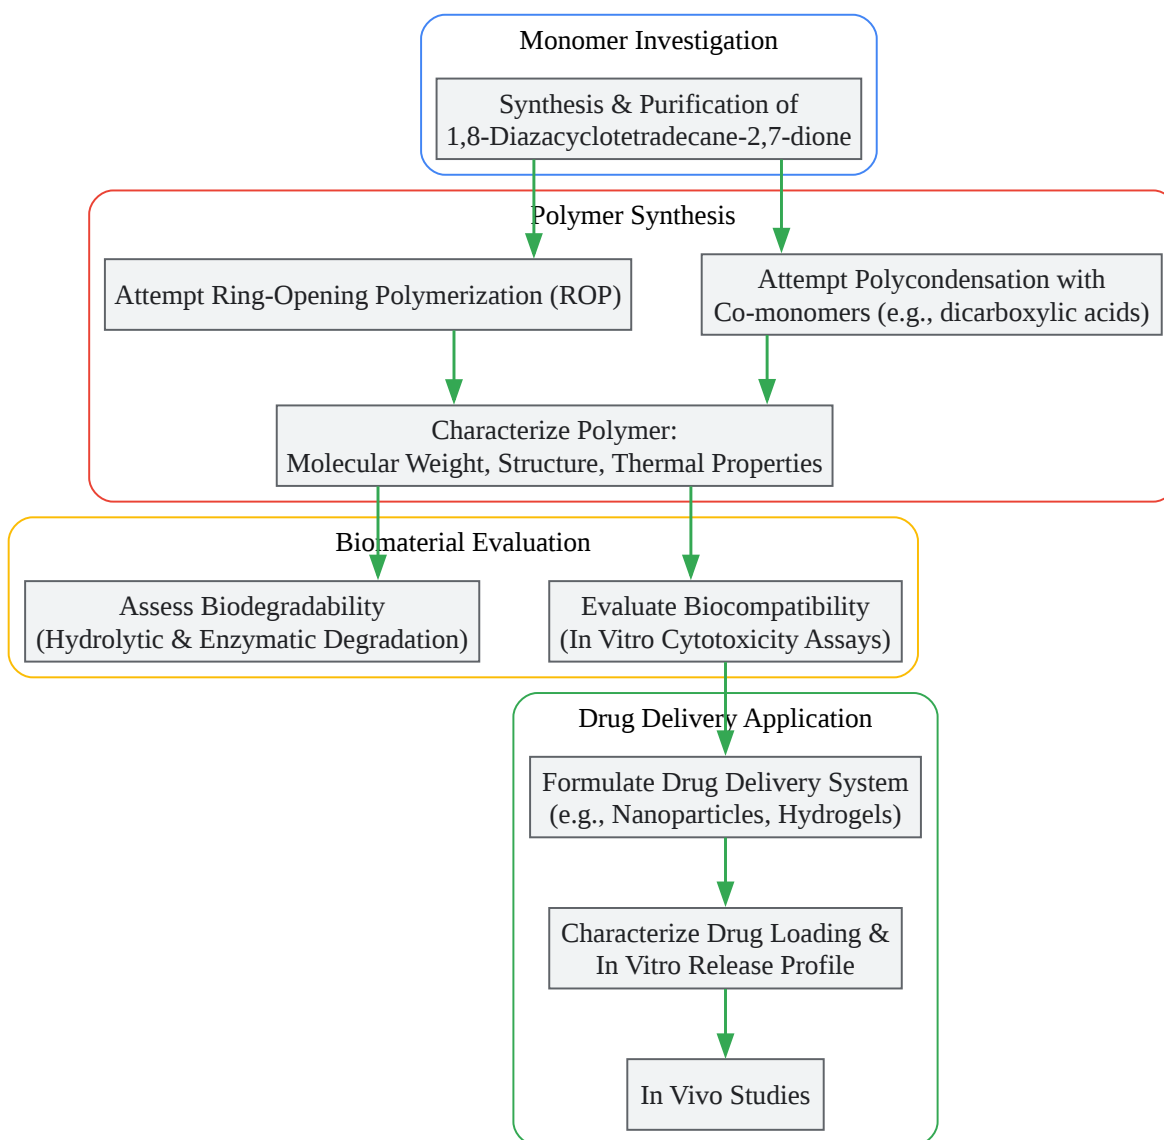 Monomer Investigation
Synthesis & Purification of
1,8-Diazacyclotetradecane-2,7-dione
Polymer Synthesis
Attempt Ring-Opening Polymerization (ROP)
Attempt Polycondensation with
Co-monomers (e.g., dicarboxylic acids)
Characterize Polymer:
Molecular Weight, Structure, Thermal Properties
Biomaterial Evaluation
Assess Biodegradability
(Hydrolytic & Enzymatic Degradation)
Evaluate Biocompatibility
(In Vitro Cytotoxicity Assays)
Drug Delivery Application
Formulate Drug Delivery System
(e.g., Nanoparticles, Hydrogels)
Characterize Drug Loading &
In Vitro Release Profile
In Vivo Studies